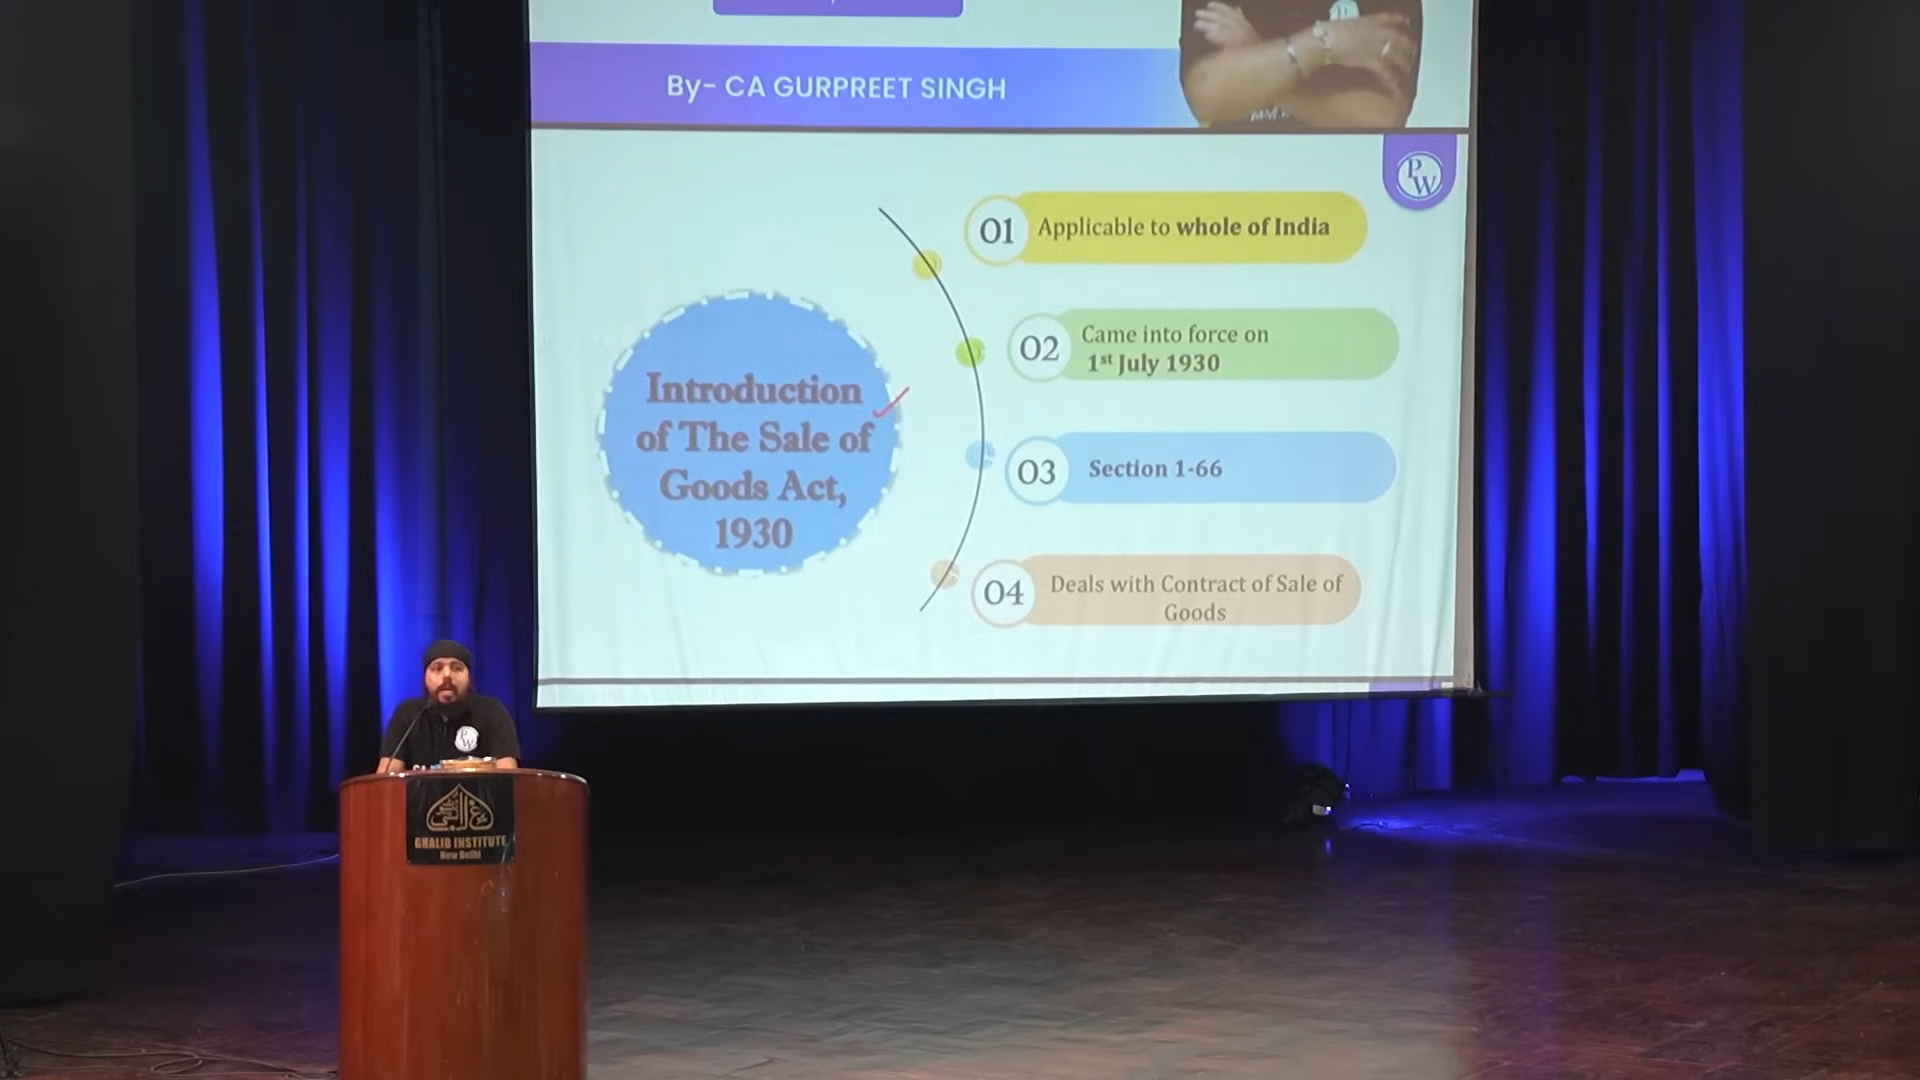 By- CA GURPREET SINGH
PW
Introduction
of The Sale of
Goods Act,
1930
01 Applicable to whole of India
02 Came into force on
1st July 1930
03 Section 1-66
04 Deals with Contract of Sale of
Goods
PW
GHALIB INSTITUTE
New Delhi